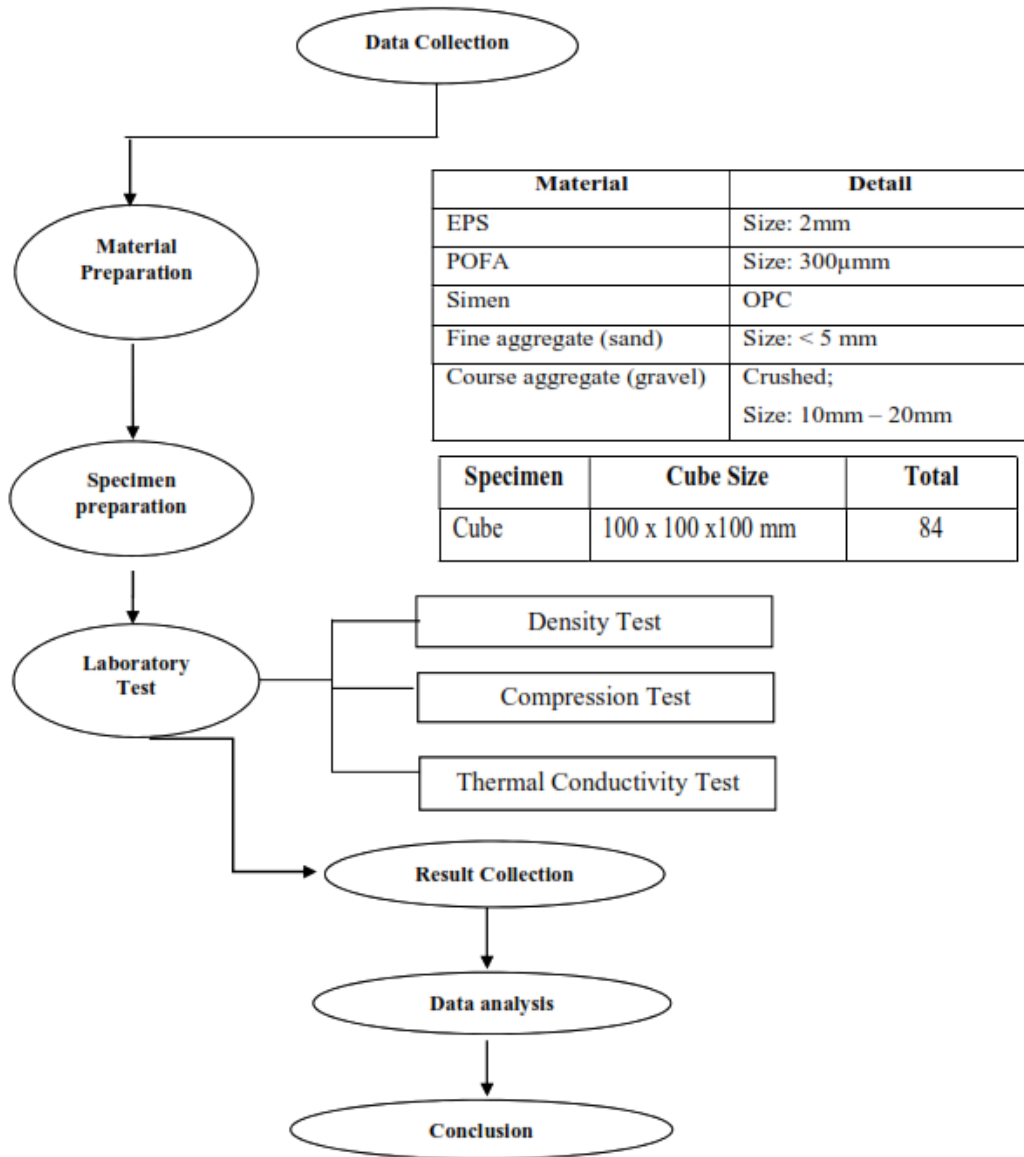 Data Collection
Material
Preparation
Material Detail
EPS Size: 2mm
POFA Size: 300µmm
Simen OPC
Fine aggregate (sand) Size: < 5 mm
Course aggregate (gravel) Crushed;
Size: 10mm – 20mm
Specimen
preparation
Specimen Cube Size Total
Cube 100 x 100 x100 mm 84
Laboratory
Test
Density Test
Compression Test
Thermal Conductivity Test
Result Collection
Data analysis
Conclusion